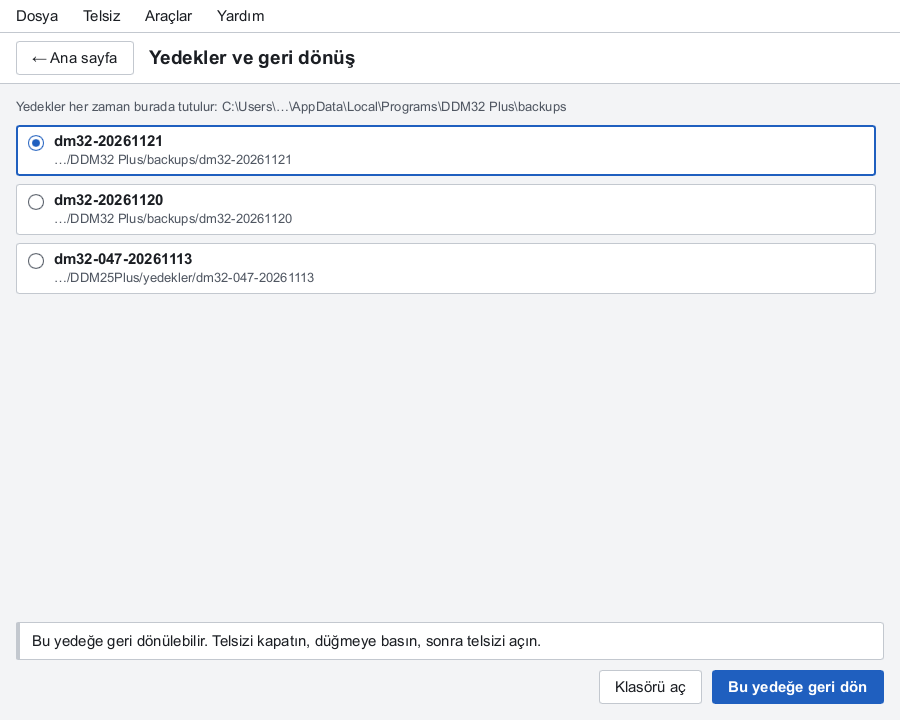 Dosya Telsiz Araçlar Yardım
← Ana sayfa Yedekler ve geri dönüş
Yedekler her zaman burada tutulur: C:\Users\…\AppData\Local\Programs\DDM32 Plus\backups
dm32-20261121
…/DDM32 Plus/backups/dm32-20261121
dm32-20261120
…/DDM32 Plus/backups/dm32-20261120
dm32-047-20261113
…/DDM25Plus/yedekler/dm32-047-20261113
Bu yedeğe geri dönülebilir. Telsizi kapatın, düğmeye basın, sonra telsizi açın.
Klasörü aç Bu yedeğe geri dön